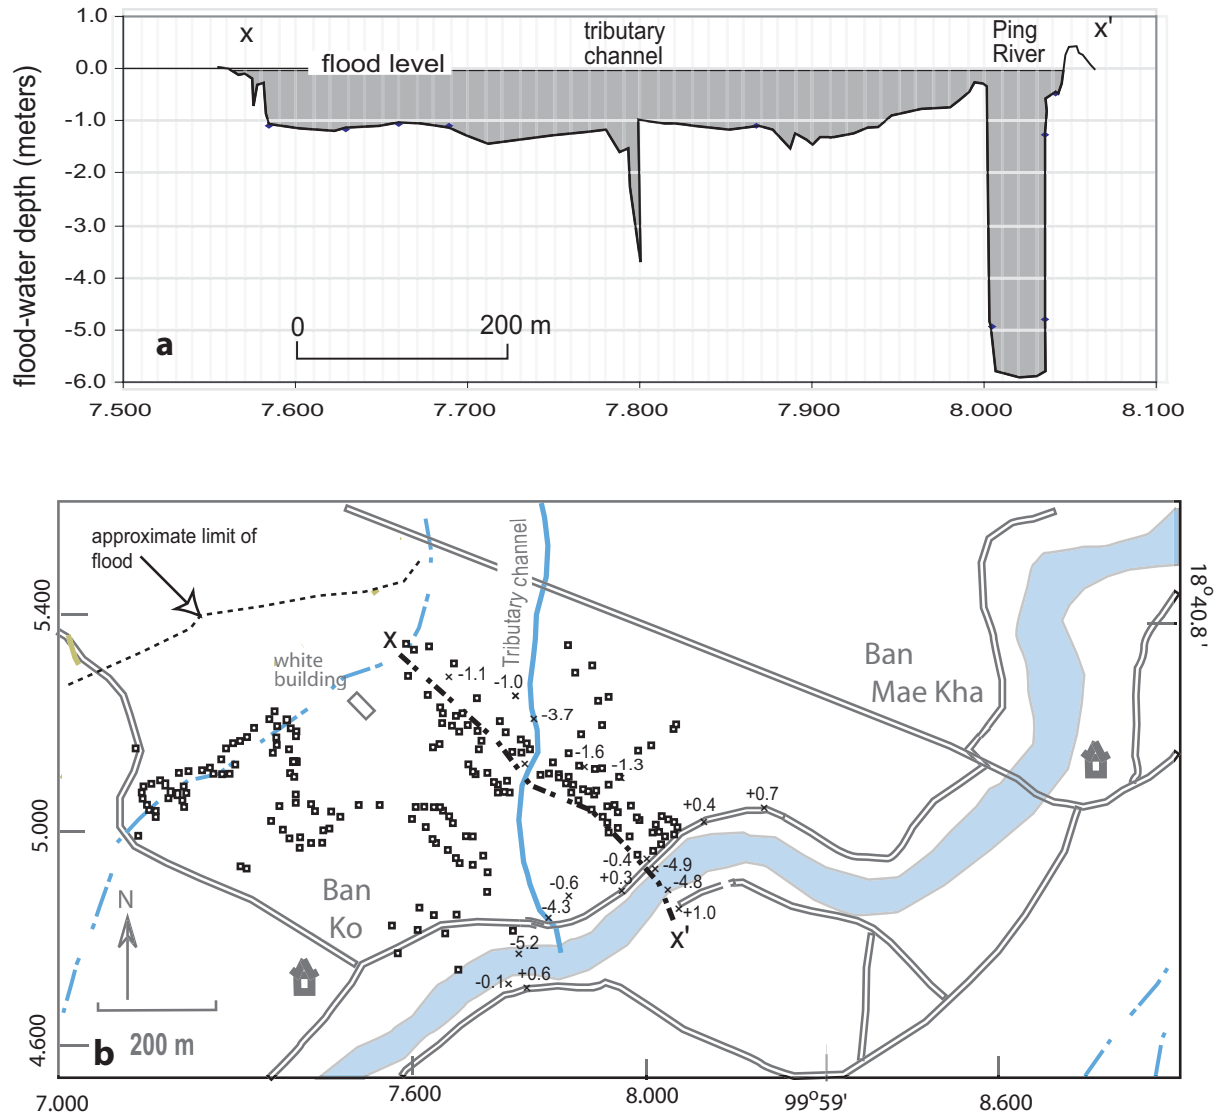 1.0
0.0
-1.0
-2.0
-3.0
-4.0
-5.0
-6.0
flood-water depth (meters)
x
flood level
tributary
channel
Ping
River
x'
0
200 m
a
7.500
7.600
7.700
7.800
7.900
8.000
8.100
approximate limit of
flood
Tributary channel
5.400
18° 40.8 '
X
white
building
-1.1
-1.0
-3.7
-1.6
-1.3
Ban
Mae Kha
+0.7
+0.4
5.000
-0.4
-4.9
+0.3
-4.8
-0.6
-4.3
+1.0
X'
Ban
Ko
N
-5.2
-0.1
+0.6
200 m
4.600
b
7.000
7.600
8.000
99°59'
8.600